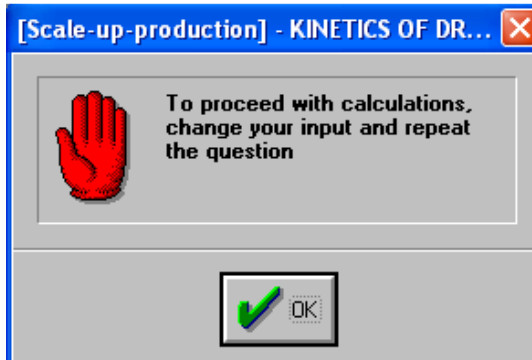 [Scale-up-production] - KINETICS OF DR...
To proceed with calculations,
change your input and repeat
the question
OK